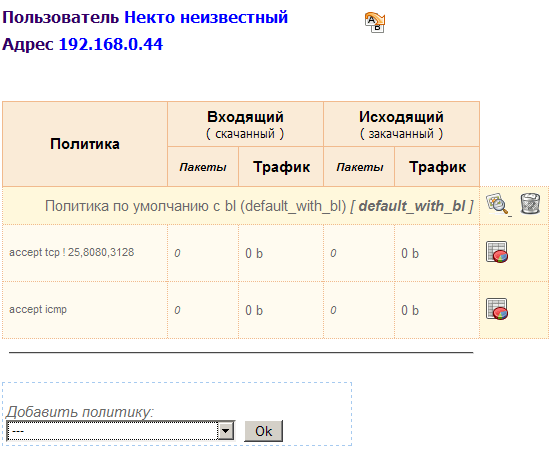 Пользователь Некто неизвестный
Адрес 192.168.0.44
A B
Политика
Входящий
( скачанный )
Исходящий
( закачанный )
Пакеты Трафик Пакеты Трафик
Политика по умолчанию с bl (default_with_bl) [ default_with_bl ]
accept tcp ! 25,8080,3128 0 0 b 0 0 b
accept icmp 0 0 b 0 0 b
Добавить политику:
--- Ok